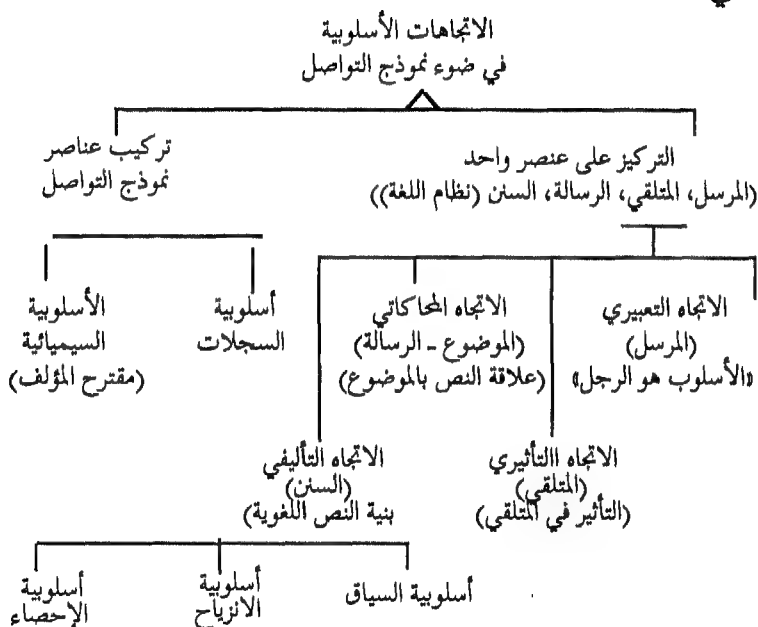 الاتجاهات الأسلوبية
في ضوء نموذج التواصل
التركيز على عنصر واحد
(المرسل، المتلقي، الرسالة، السنن (نظام اللغة))
تركيب عناصر
نموذج التواصل
الاتجاه التعبيري
(المرسل)
«الأسلوب هو الرجل»
الاتجاه المحاكاتي
(الموضوع - الرسالة)
(علاقة النص بالموضوع)
أسلوبية
السجلات
الأسلوبية
السيميائية
(مقترح المؤلف)
الاتجاه االتأثيري
(المتلقي)
(التأثير في المتلقي)
الاتجاه التأليفي
(السنن)
بنية النص اللغوية)
أسلوبية السياق
أسلوبية
الانزياح
أسلوبية
الإحصاء